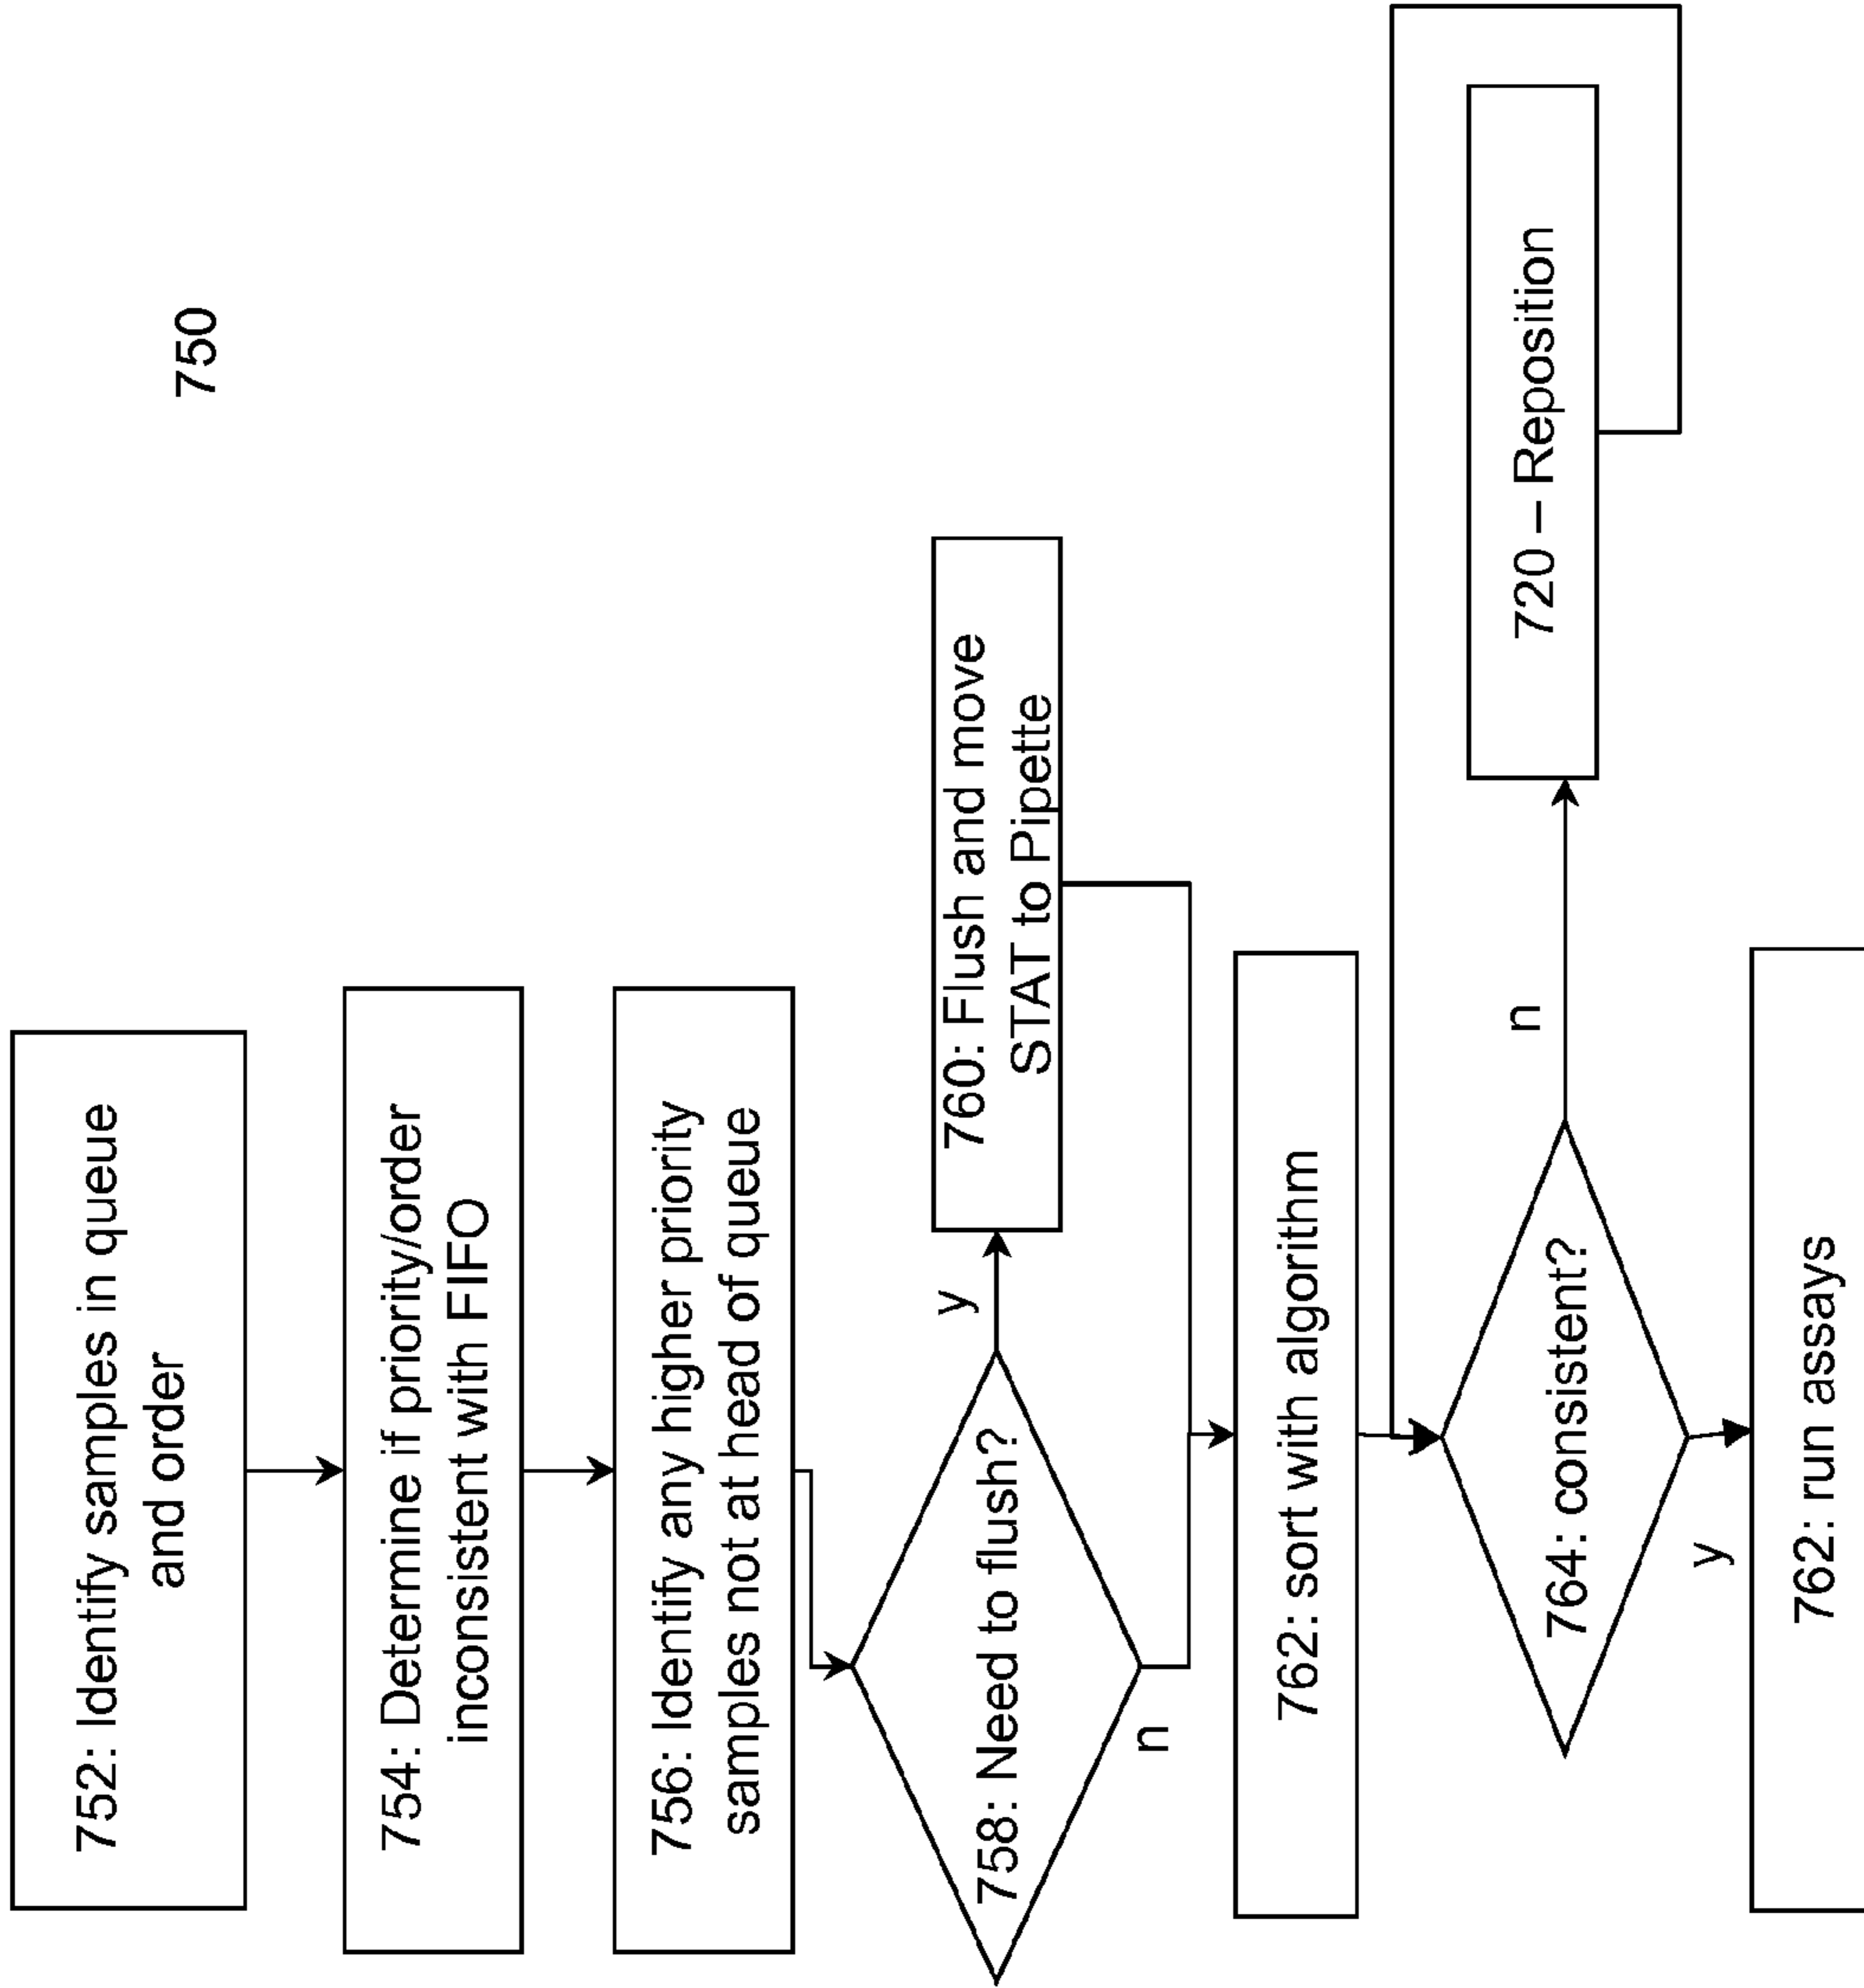 750
752: Identify samples in queue
and order
754: Determine if priority/order
inconsistent with FIFO
756: Identify any higher priority
samples not at head of queue
758: Need to flush?
y
760: Flush and move
STAT to Pipette
n
762: sort with algorithm
764: consistent?
n
720 – Reposition
y
762: run assays